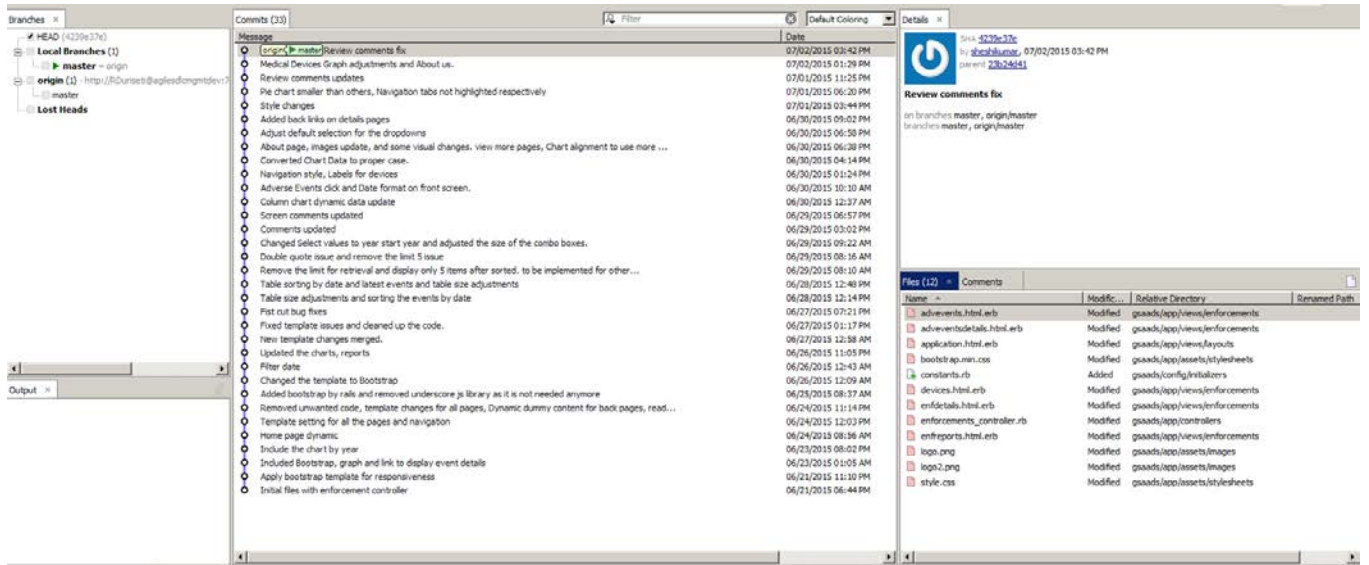 Branches ×
HEAD (4239e37e)
Local Branches (1)
master = origin
origin (1) - http://RDuriseti@agilesdlcmgmtdev:7
master
Lost Heads
Output ×
Commits (33)
Filter
Default Coloring
Message Date
origin master Review comments fix 07/02/2015 03:42 PM
Medical Devices Graph adjustments and About us. 07/02/2015 01:29 PM
Review comments updates 07/01/2015 11:25 PM
Pie chart smaller than others, Navigation tabs not highlighted respectively 07/01/2015 06:20 PM
Style changes 07/01/2015 03:44 PM
Added back links on details pages 06/30/2015 09:02 PM
Adjust default selection for the dropdowns 06/30/2015 06:58 PM
About page, images update, and some visual changes. view more pages, Chart alignment to use more ... 06/30/2015 06:38 PM
Converted Chart Data to proper case. 06/30/2015 04:14 PM
Navigation style, Labels for devices 06/30/2015 01:24 PM
Adverse Events click and Date format on front screen. 06/30/2015 10:10 AM
Column chart dynamic data update 06/30/2015 12:37 AM
Screen comments updated 06/29/2015 06:57 PM
Comments updated 06/29/2015 03:02 PM
Changed Select values to year start year and adjusted the size of the combo boxes. 06/29/2015 09:22 AM
Double quote issue and remove the limit 5 issue 06/29/2015 08:16 AM
Remove the limit for retrieval and display only 5 items after sorted. to be implemented for other... 06/29/2015 08:10 AM
Table sorting by date and latest events and table size adjustments 06/28/2015 12:48 PM
Table size adjustments and sorting the events by date 06/28/2015 12:14 PM
Fist cut bug fixes 06/27/2015 07:21 PM
Fixed template issues and cleaned up the code. 06/27/2015 01:17 PM
New template changes merged. 06/27/2015 12:58 AM
Updated the charts, reports 06/26/2015 11:05 PM
Filter date 06/26/2015 12:43 AM
Changed the template to Bootstrap 06/26/2015 12:09 AM
Added bootstrap by rails and removed underscore js library as it is not needed anymore 06/25/2015 08:37 AM
Removed unwanted code, template changes for all pages, Dynamic dummy content for back pages, read... 06/24/2015 11:14 PM
Template setting for all the pages and navigation 06/24/2015 12:03 PM
Home page dynamic 06/24/2015 08:56 AM
Include the chart by year 06/23/2015 08:02 PM
Included Bootstrap, graph and link to display event details 06/23/2015 01:05 AM
Apply bootstrap template for responsiveness 06/21/2015 11:10 PM
Initial files with enforcement controller 06/21/2015 06:44 PM
Details ×
SHA 4239e37e
by sheshikumar, 07/02/2015 03:42 PM
parent 23b24d41
Review comments fix
on branches master, origin/master
branches master, origin/master
Files (12) × Comments
Name Modific... Relative Directory Renamed Path
advevents.html.erb Modified gsaads/app/views/enforcements
adveventsdetails.html.erb Modified gsaads/app/views/enforcements
application.html.erb Modified gsaads/app/views/layouts
bootstrap.min.css Modified gsaads/app/assets/stylesheets
constants.rb Added gsaads/config/initializers
devices.html.erb Modified gsaads/app/views/enforcements
enfdetails.html.erb Modified gsaads/app/views/enforcements
enforcements_controller.rb Modified gsaads/app/controllers
enfreports.html.erb Modified gsaads/app/views/enforcements
logo.png Modified gsaads/app/assets/images
logo2.png Modified gsaads/app/assets/images
style.css Modified gsaads/app/assets/stylesheets